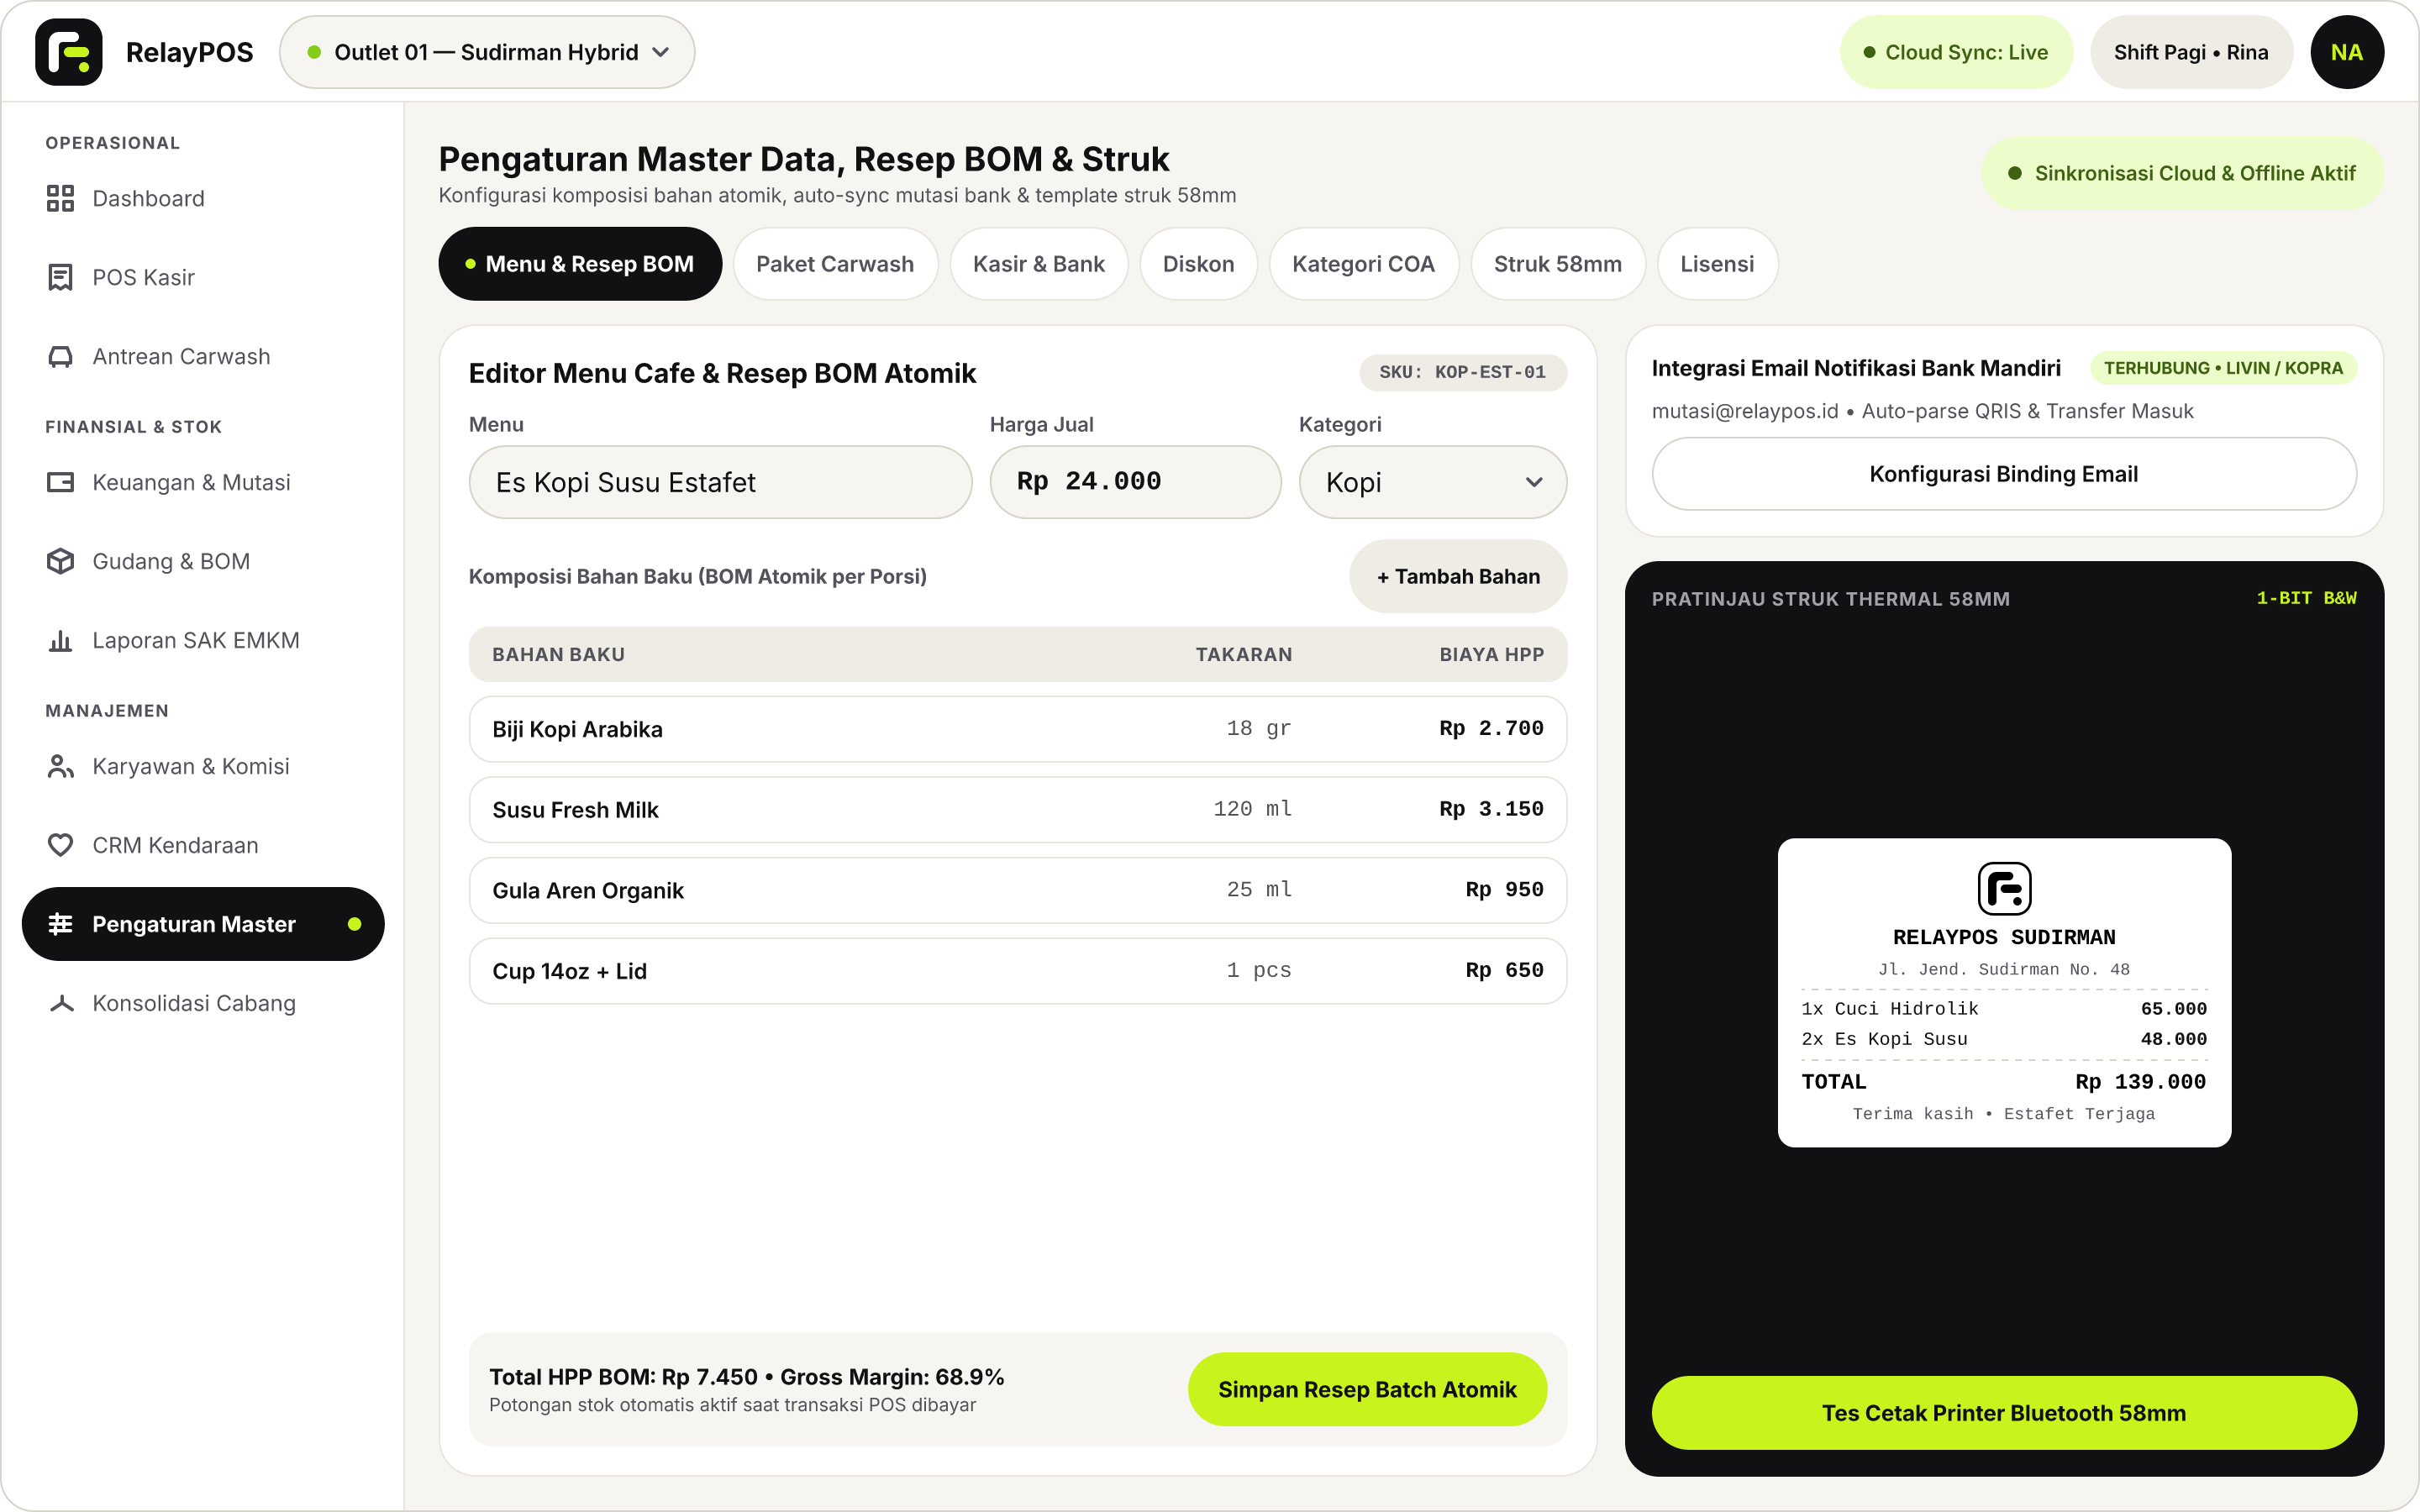 RelayPOS
Outlet 01 — Sudirman Hybrid
Cloud Sync: Live
Shift Pagi • Rina
NA
OPERASIONAL
Dashboard
POS Kasir
Antrean Carwash
FINANSIAL & STOK
Keuangan & Mutasi
Gudang & BOM
Laporan SAK EMKM
MANAJEMEN
Karyawan & Komisi
CRM Kendaraan
Pengaturan Master
Konsolidasi Cabang
Pengaturan Master Data, Resep BOM & Struk
Konfigurasi komposisi bahan atomik, auto-sync mutasi bank & template struk 58mm
Sinkronisasi Cloud & Offline Aktif
Menu & Resep BOM
Paket Carwash
Kasir & Bank
Diskon
Kategori COA
Struk 58mm
Lisensi
Editor Menu Cafe & Resep BOM Atomik
SKU: KOP-EST-01
Menu
Harga Jual
Kategori
Es Kopi Susu Estafet
Rp 24.000
Kopi
Komposisi Bahan Baku (BOM Atomik per Porsi)
+ Tambah Bahan
BAHAN BAKU TAKARAN BIAYA HPP
Biji Kopi Arabika 18 gr Rp 2.700
Susu Fresh Milk 120 ml Rp 3.150
Gula Aren Organik 25 ml Rp 950
Cup 14oz + Lid 1 pcs Rp 650
Total HPP BOM: Rp 7.450 • Gross Margin: 68.9%
Potongan stok otomatis aktif saat transaksi POS dibayar
Simpan Resep Batch Atomik
Integrasi Email Notifikasi Bank Mandiri
TERHUBUNG • LIVIN / KOPRA
mutasi@relaypos.id • Auto-parse QRIS & Transfer Masuk
Konfigurasi Binding Email
PRATINJAU STRUK THERMAL 58MM
1-BIT B&W
RELAYPOS SUDIRMAN
Jl. Jend. Sudirman No. 48
1x Cuci Hidrolik 65.000
2x Es Kopi Susu 48.000
TOTAL Rp 139.000
Terima kasih • Estafet Terjaga
Tes Cetak Printer Bluetooth 58mm